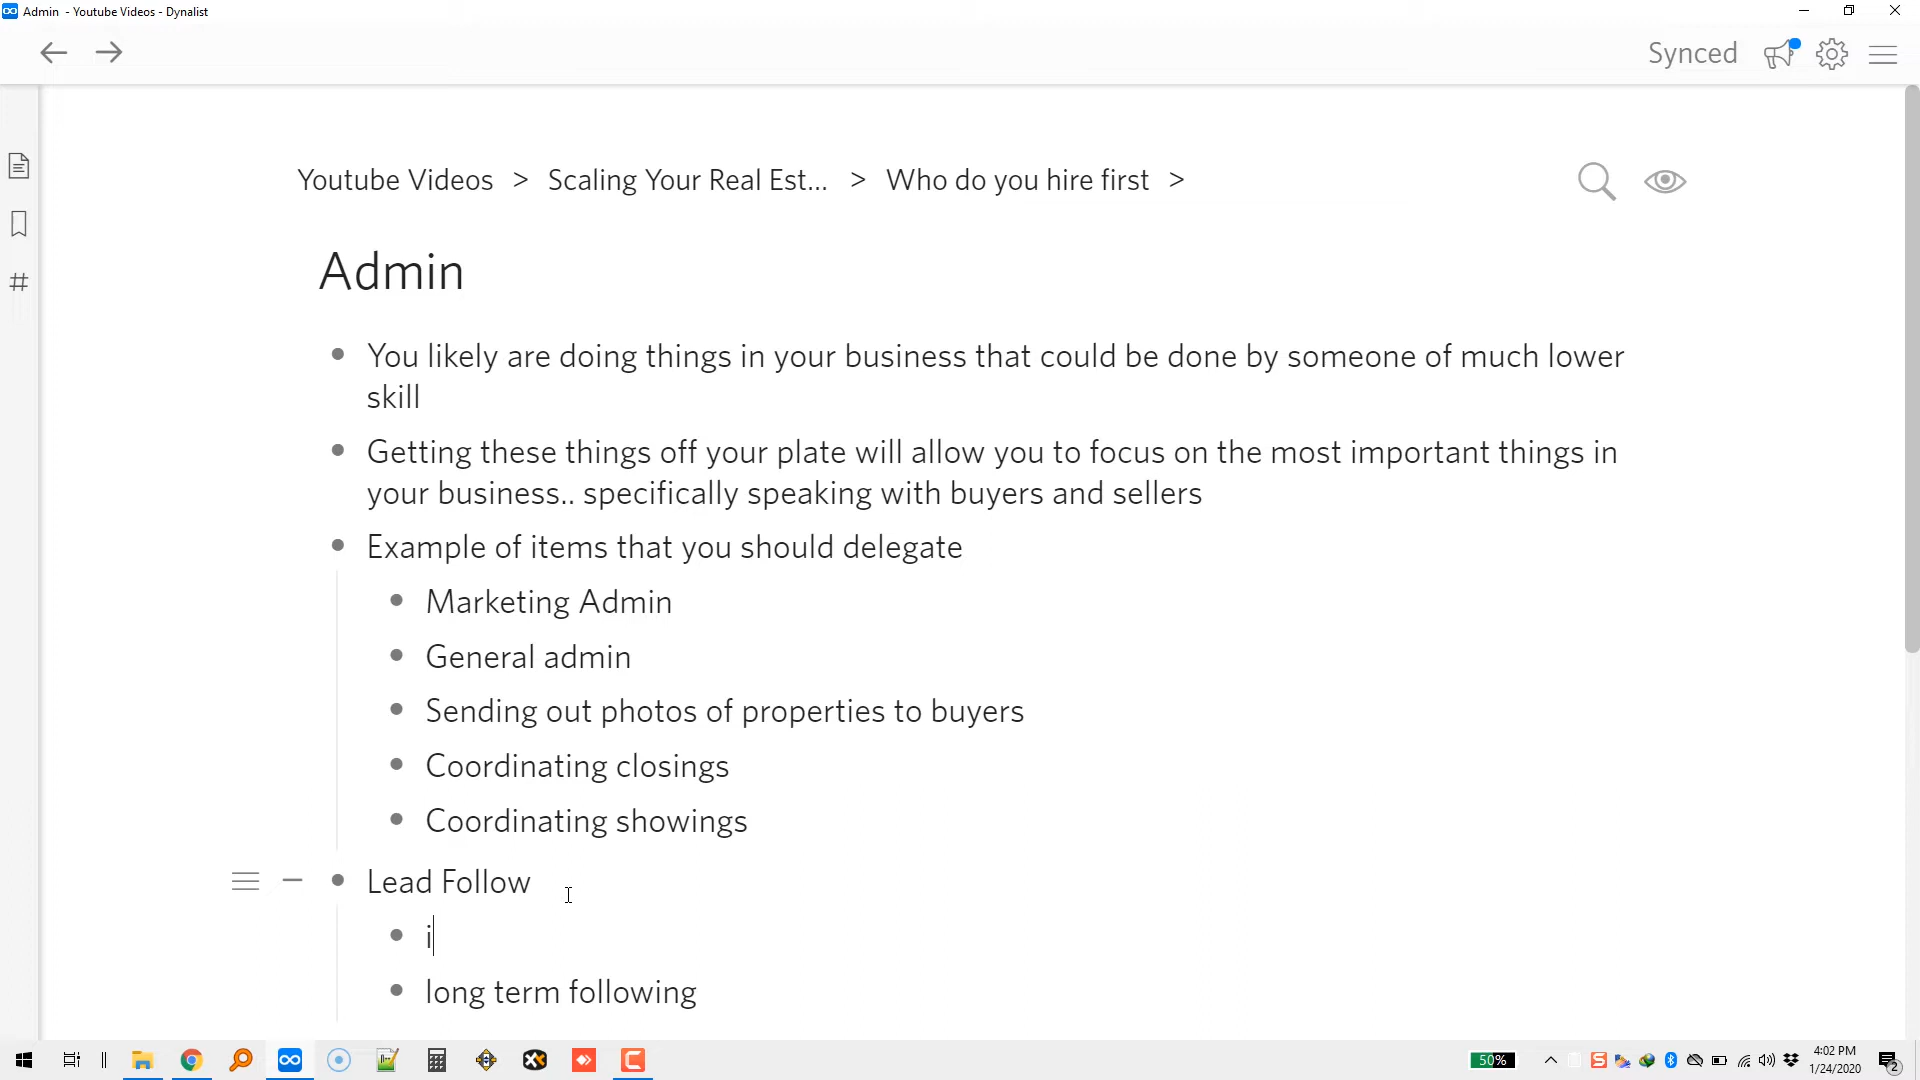 Admin - Youtube Videos - Dynalist
Synced
Youtube Videos > Scaling Your Real Est... > Who do you hire first >
Admin
You likely are doing things in your business that could be done by someone of much lower
skill
Getting these things off your plate will allow you to focus on the most important things in
your business.. specifically speaking with buyers and sellers
Example of items that you should delegate
Marketing Admin
General admin
Sending out photos of properties to buyers
Coordinating closings
Coordinating showings
Lead Follow
i
long term following
50%
4:02 PM
1/24/2020
2